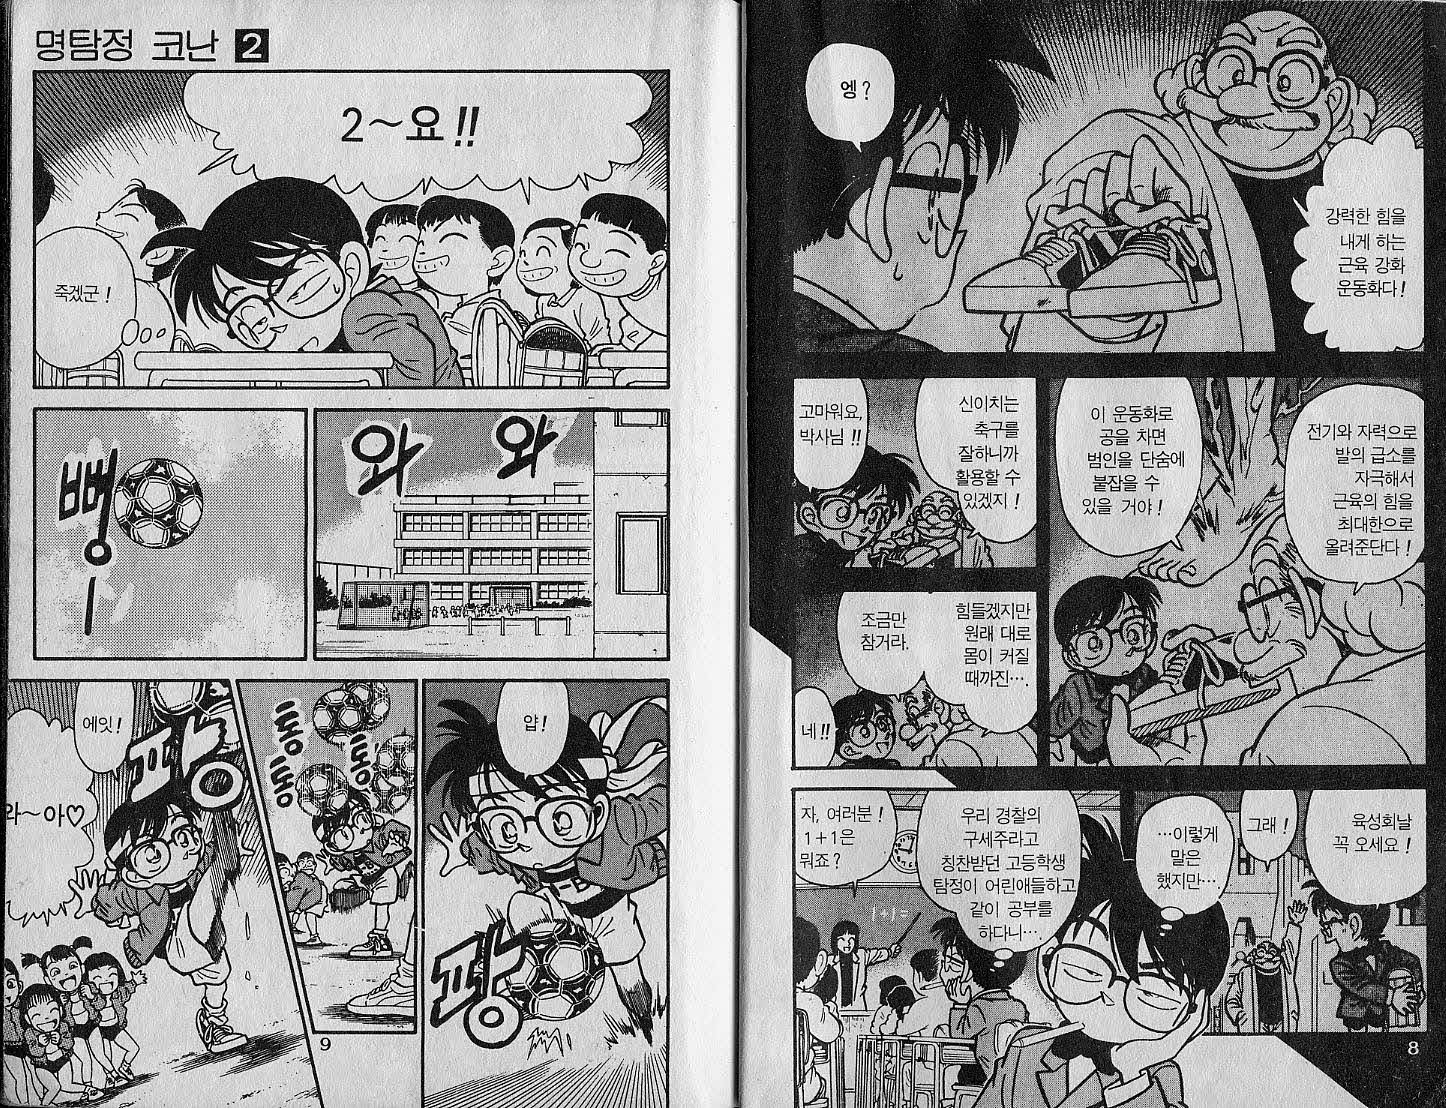 강력한 힘을
내게 하는
근육 강화
운동화다!
엥?
전기와 자력으로
발의 급소를
자극해서
근육의 힘을
최대한으로
올려준단다!
이 운동화로
공을 차면
범인을 단숨에
붙잡을 수
있을 거야!
신이치는
축구를
잘하니까
활용할 수
있겠지!
고마워요,
박사님!!
힘들겠지만
원래 대로
몸이 커질
때까진….
조금만
참거라.
네!!
육성회날
꼭 오세요!
그래!
…이렇게
말은
했지만….
우리 경찰의
구세주라고
칭찬받던 고등학생
탐정이 어린애들하고
같이 공부를
하다니….
자, 여러분!
1+1은
뭐죠?
1+1=
8
명탐정 코난 2
2~요!!
죽겠군!
와 와
뻥ー
얍!
팡
통통
통통
에잇!
팡
와~아♡
9